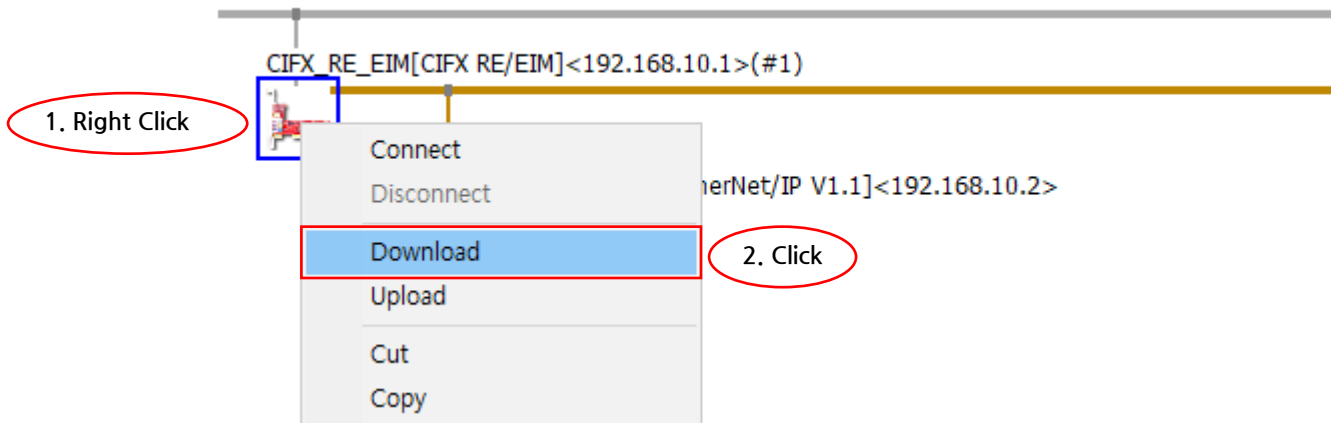 CIFX_RE_EIM[CIFX RE/EIM]<192.168.10.1>(#1)
1. Right Click
Connect
Disconnect
herNet/IP V1.1]<192.168.10.2>
Download
2. Click
Upload
Cut
Copy